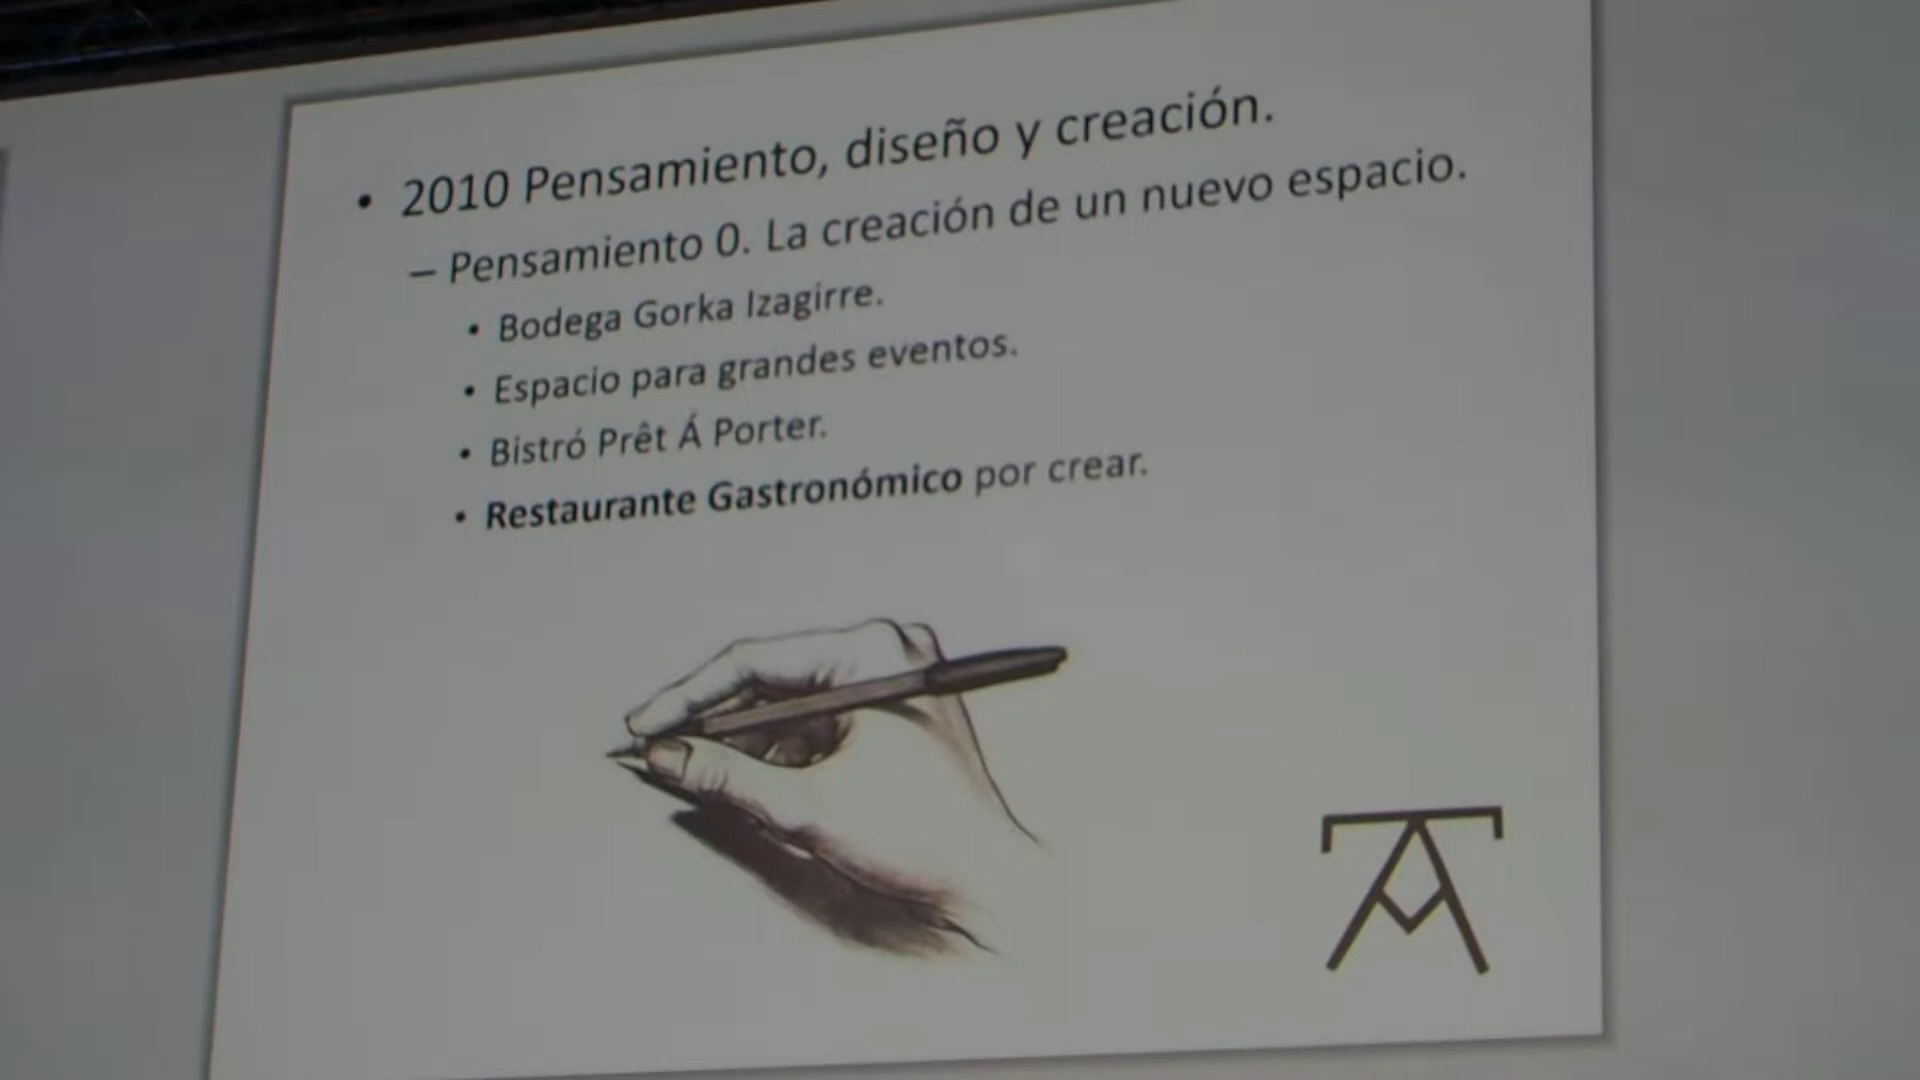 • 2010 Pensamiento, diseño y creación.
– Pensamiento 0. La creación de un nuevo espacio.
• Bodega Gorka Izagirre.
• Espacio para grandes eventos.
• Bistró Prêt Á Porter.
• Restaurante Gastronómico por crear.